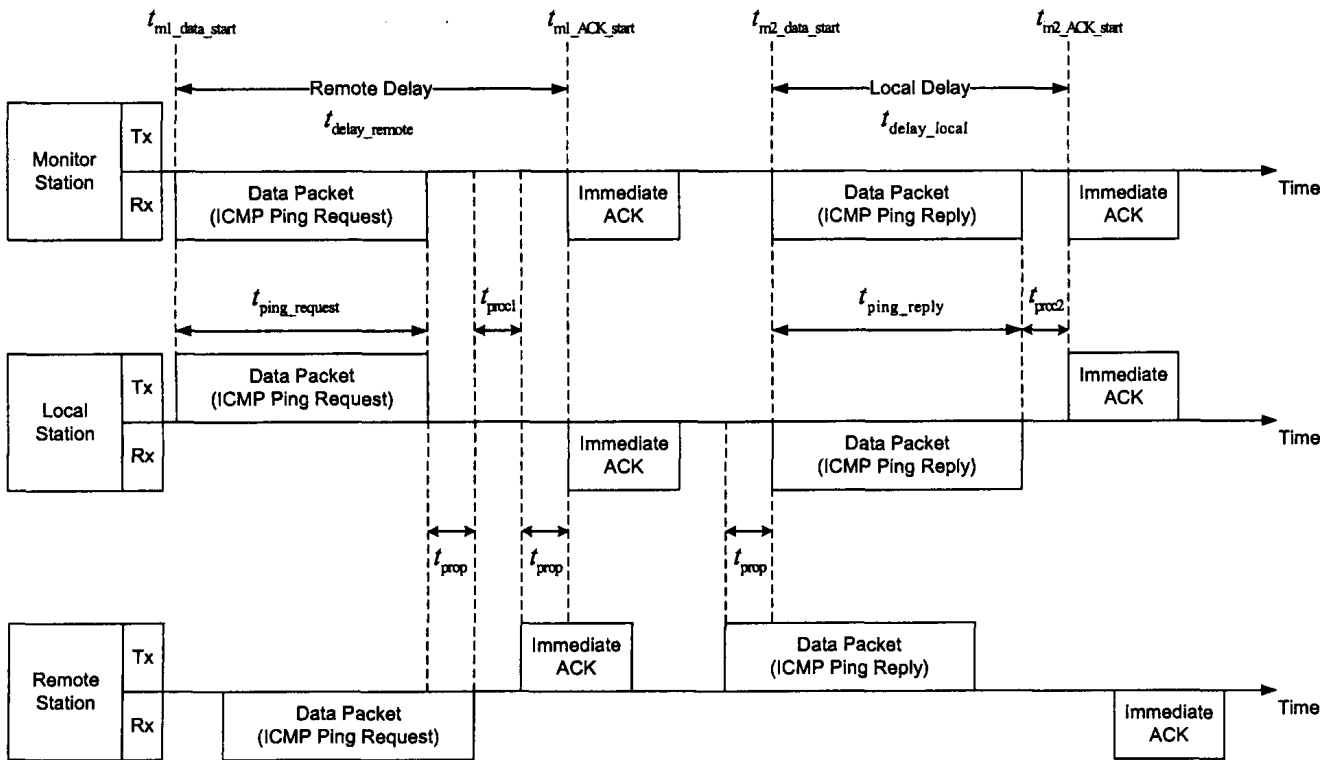 t_m1_data_start
t_m1_ACK_start
t_m2_data_start
t_m2_ACK_start
Remote Delay
Local Delay
t_delay_remote
t_delay_local
Monitor
Station
Tx
Rx
Data Packet
(ICMP Ping Request)
Immediate
ACK
Data Packet
(ICMP Ping Reply)
Immediate
ACK
Time
t_ping_request
t_proc1
t_ping_reply
t_proc2
Local
Station
Tx
Rx
Data Packet
(ICMP Ping Request)
Immediate
ACK
Time
Immediate
ACK
Data Packet
(ICMP Ping Reply)
t_prop
t_prop
t_prop
Remote
Station
Tx
Rx
Immediate
ACK
Data Packet
(ICMP Ping Reply)
Time
Data Packet
(ICMP Ping Request)
Immediate
ACK